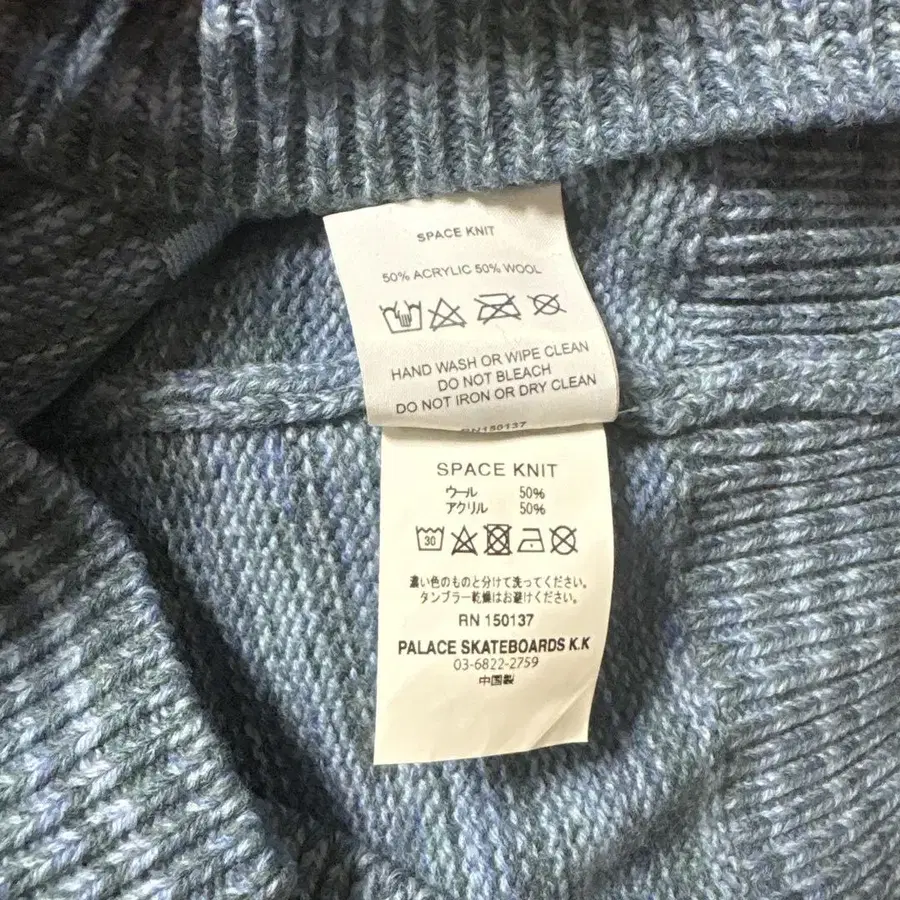 SPACE KNIT
50% ACRYLIC 50% WOOL
HAND WASH OR WIPE CLEAN
DO NOT BLEACH
DO NOT IRON OR DRY CLEAN
RN150137
SPACE KNIT
ウール 50%
アクリル 50%
30
濃い色のものと分けて洗ってください。
タンブラー乾燥はお避けください。
RN 150137
PALACE SKATEBOARDS K.K
03-6822-2759
中国製